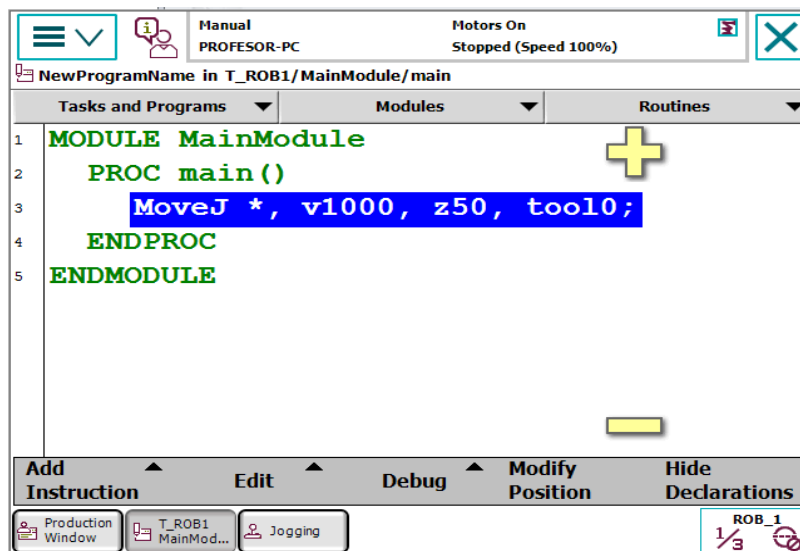 Manual
Motors On
PROFESOR-PC
Stopped (Speed 100%)
NewProgramName in T_ROB1/MainModule/main
Tasks and Programs
Modules
Routines
1 MODULE MainModule
2 PROC main()
3 MoveJ *, v1000, z50, tool0;
4 ENDPROC
5 ENDMODULE
Add Instruction
Edit
Debug
Modify Position
Hide Declarations
Production Window
T_ROB1 MainMod...
Jogging
ROB_1
1/3